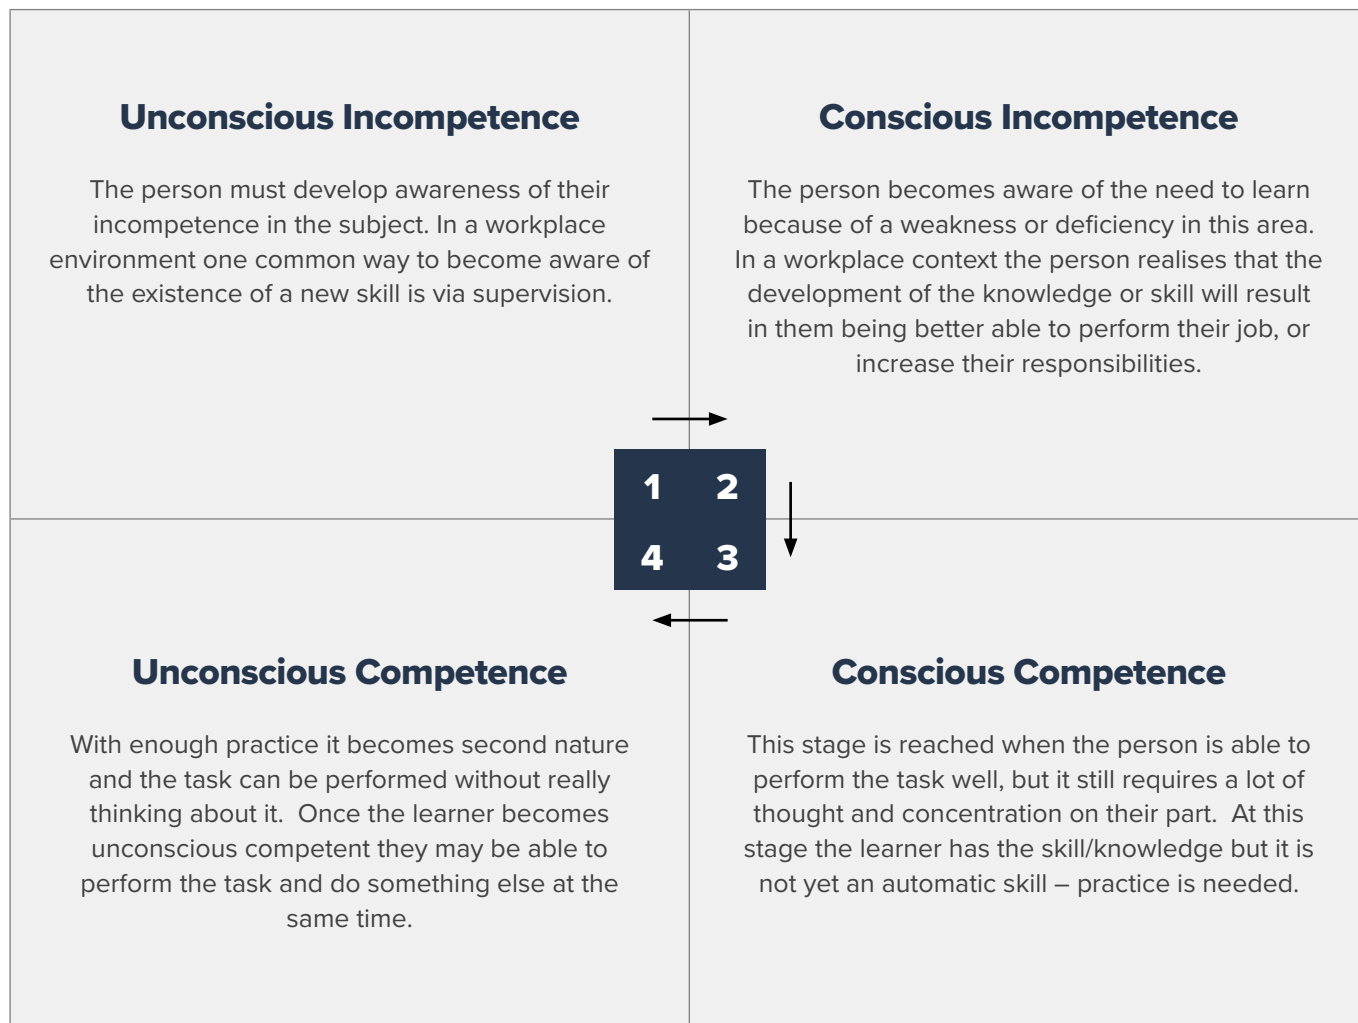 Unconscious Incompetence
The person must develop awareness of their
incompetence in the subject. In a workplace
environment one common way to become aware of
the existence of a new skill is via supervision.
Conscious Incompetence
The person becomes aware of the need to learn
because of a weakness or deficiency in this area.
In a workplace context the person realises that the
development of the knowledge or skill will result
in them being better able to perform their job, or
increase their responsibilities.
1 2
4 3
Unconscious Competence
With enough practice it becomes second nature
and the task can be performed without really
thinking about it.  Once the learner becomes
unconscious competent they may be able to
perform the task and do something else at the
same time.
Conscious Competence
This stage is reached when the person is able to
perform the task well, but it still requires a lot of
thought and concentration on their part.  At this
stage the learner has the skill/knowledge but it is
not yet an automatic skill – practice is needed.